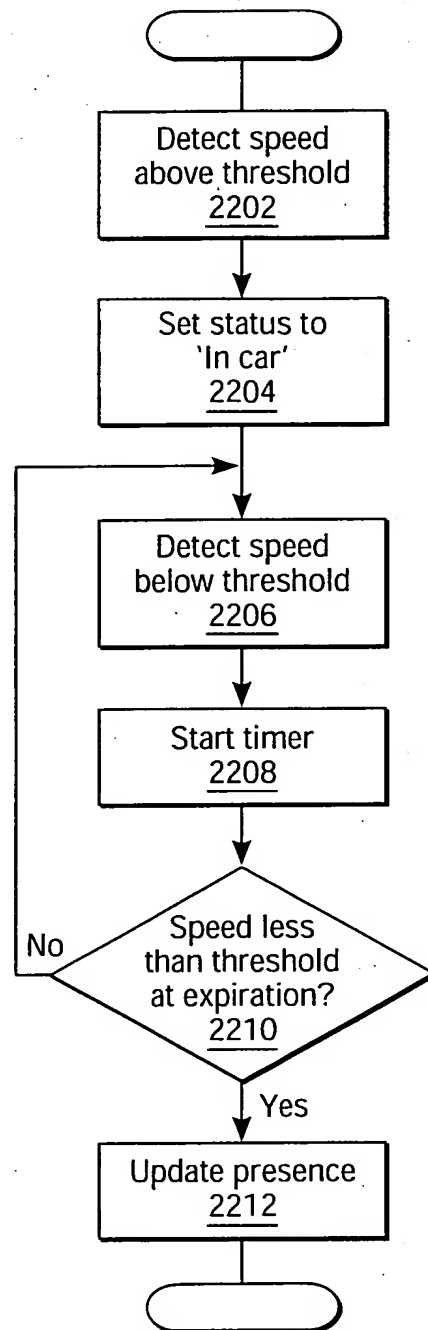 Detect speed
above threshold
2202
Set status to
'In car'
2204
Detect speed
below threshold
2206
Start timer
2208
No
Speed less
than threshold
at expiration?
2210
Yes
Update presence
2212